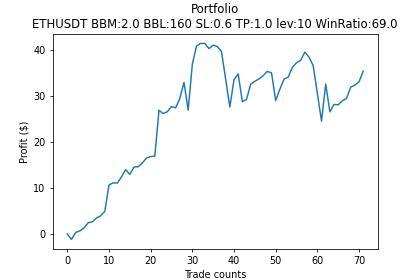 Portfolio
ETHUSDT BBM:2.0 BBL:160 SL:0.6 TP:1.0 lev:10 WinRatio:69.0
40
30
20
10
0
Profit ($)
0 10 20 30 40 50 60 70
Trade counts